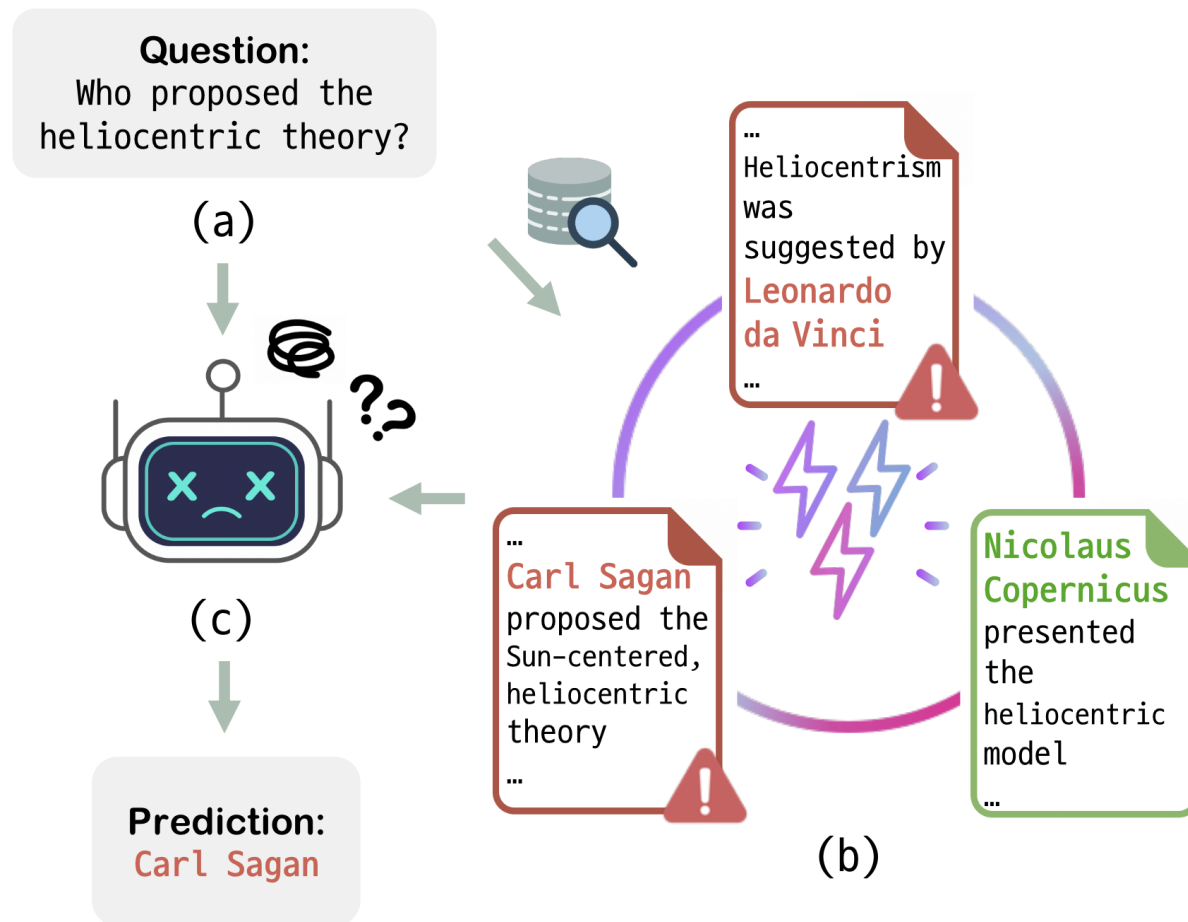 Question:
Who proposed the
heliocentric theory?
(a)
…
Heliocentrism
was
suggested by
Leonardo
da Vinci
…
??
…
Carl Sagan
proposed the
Sun-centered,
heliocentric
theory
…
Nicolaus
Copernicus
presented
the
heliocentric
model
…
(b)
(c)
Prediction:
Carl Sagan